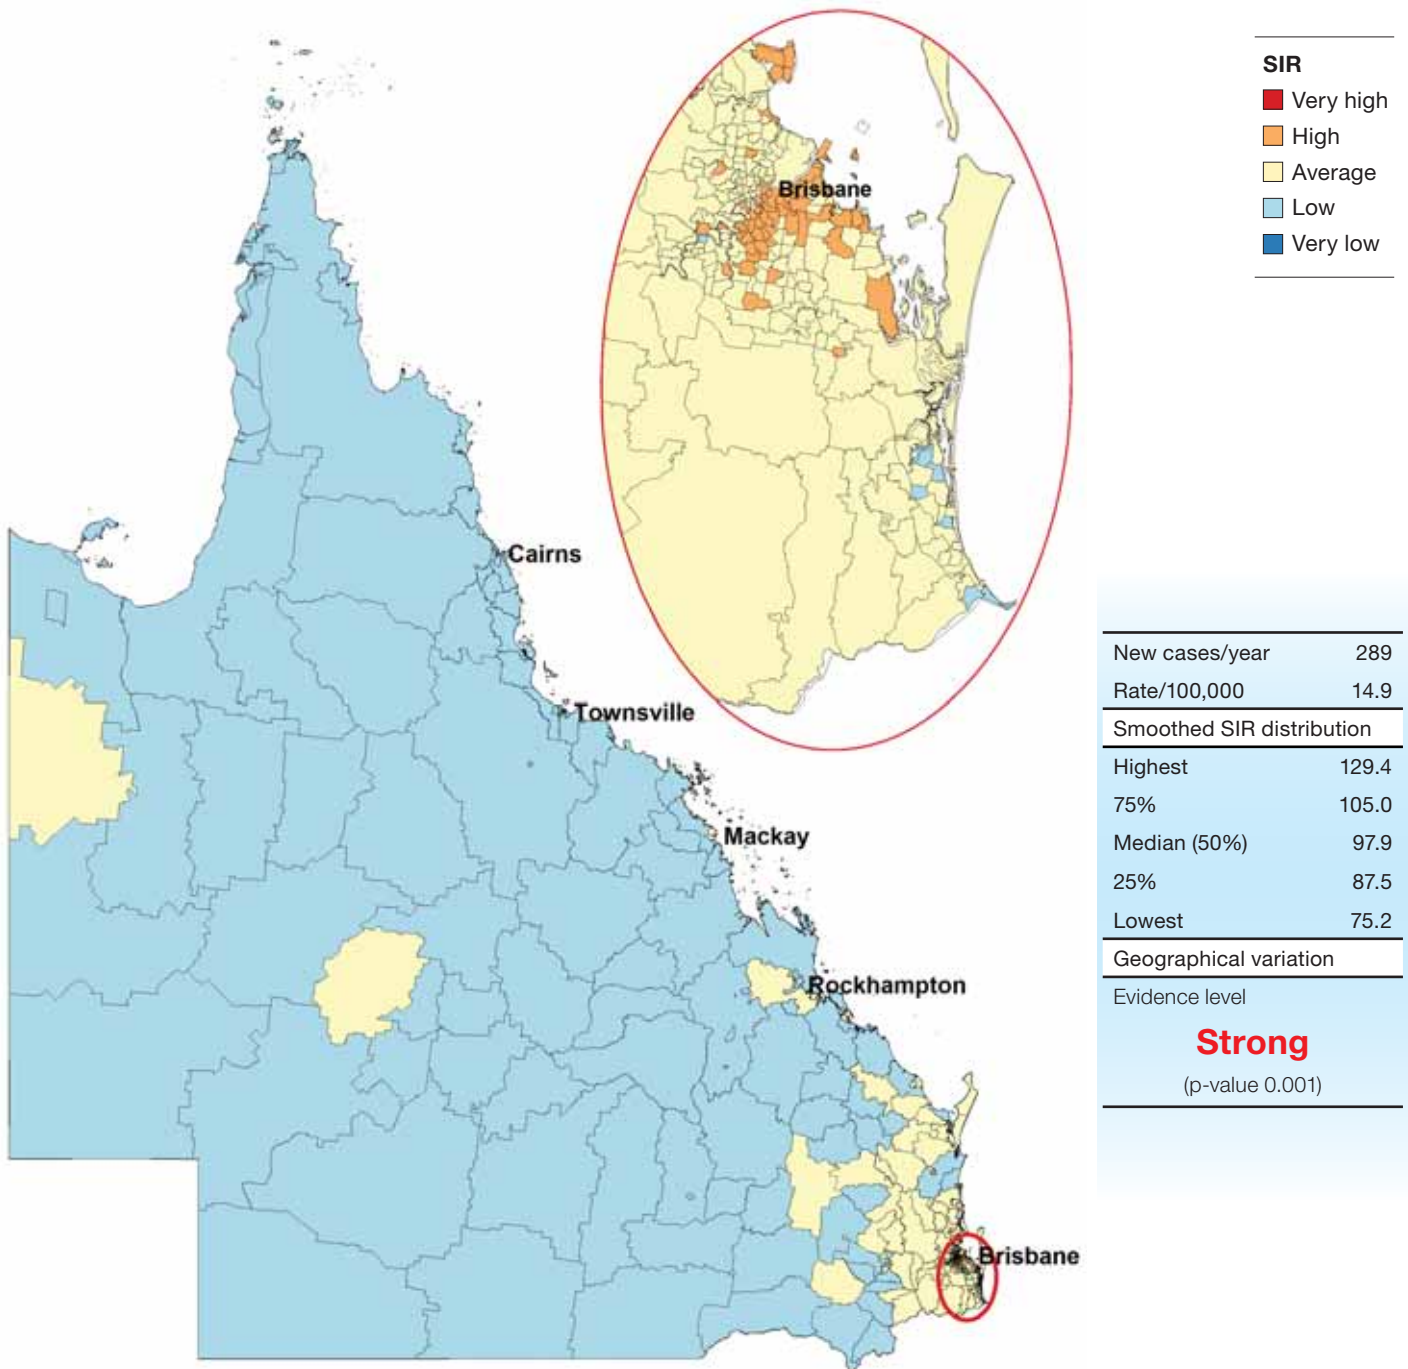 SIR
Very high
High
Average
Low
Very low
Brisbane
Cairns
Townsville
Mackay
Rockhampton
Brisbane
New cases/year 289
Rate/100,000 14.9
Smoothed SIR distribution
Highest 129.4
75% 105.0
Median (50%) 97.9
25% 87.5
Lowest 75.2
Geographical variation
Evidence level
Strong
(p-value 0.001)